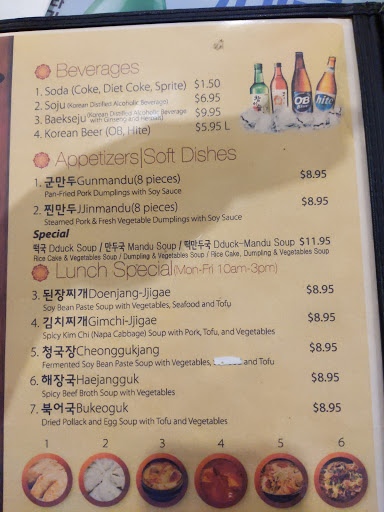 Beverages
1. Soda (Coke, Diet Coke, Sprite) $1.50
2. Soju (Korean Distilled Alcoholic Beverage) $6.95
3. Baekseju (Korean Distilled Alcoholic Beverage with Ginseng and Herbals) $9.95
4. Korean Beer (OB, Hite) $5.95 L
OB
hite
Appetizers|Soft Dishes
1. 군만두Gunmandu(8 pieces) $8.95
Pan-Fried Pork Dumplings with Soy Sauce
2. 찐만두JJinmandu(8 pieces) $8.95
Steamed Pork & Fresh Vegetable Dumplings with Soy Sauce
Special
떡국 Dduck Soup / 만두국 Mandu Soup / 떡만두국 Dduck-Mandu Soup $11.95
Rice Cake & Vegetables Soup / Dumpling & Vegetables Soup / Rice Cake, Dumpling & Vegetables Soup
Lunch Special(Mon-Fri 10am-3pm)
3. 된장찌개Doenjang-Jjigae $8.95
Soy Bean Paste Soup with Vegetables, Seafood and Tofu
4. 김치찌개Gimchi-Jjigae $8.95
Spicy Kim Chi (Napa Cabbage) Soup with Pork, Tofu, and Vegetables
5. 청국장Cheonggukjang $8.95
Fermented Soy Bean Paste Soup with Vegetables, and Tofu
6. 해장국Haejangguk $8.95
Spicy Beef Broth Soup with Vegetables
7. 북어국Bukeoguk $8.95
Dried Pollack and Egg Soup with Tofu and Vegetables
1 2 3 4 5 6